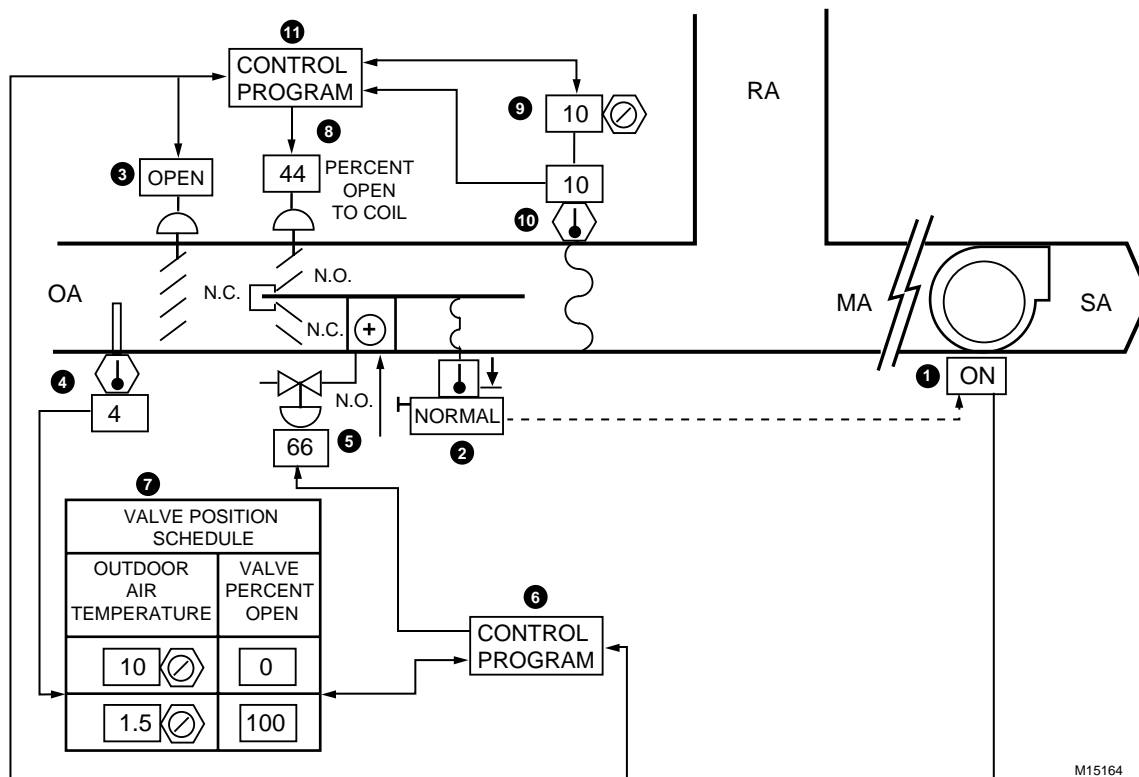 11
CONTROL
PROGRAM
RA
9
10
8
3
OPEN
44
PERCENT
OPEN
TO COIL
10
10
OA
N.O.
N.C.
N.C.
MA
SA
4
4
N.O.
NORMAL
2
1
ON
66
5
7
VALVE POSITION
SCHEDULE
OUTDOOR
AIR
TEMPERATURE
VALVE
PERCENT
OPEN
10
0
1.5
100
6
CONTROL
PROGRAM
M15164